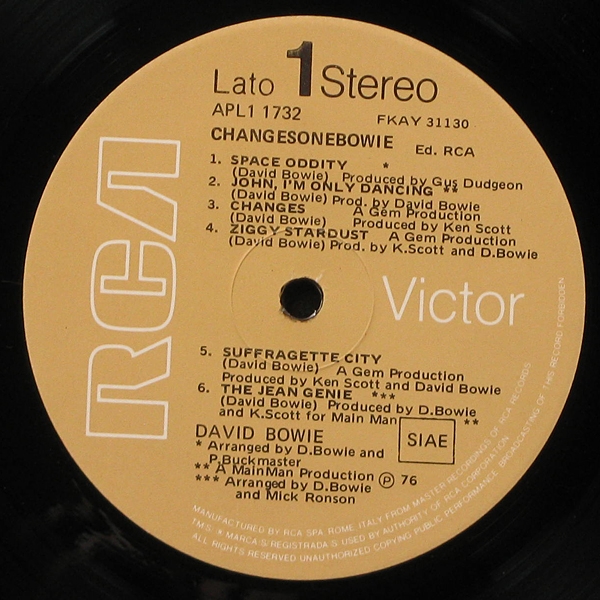 Lato 1 Stereo
APL1 1732
FKAY 31130
CHANGESONEBOWIE
Ed. RCA
1. SPACE ODDITY *
(David Bowie) Produced by Gus Dudgeon
2. JOHN, I'M ONLY DANCING **
(David Bowie) Prod. by David Bowie
3. CHANGES A Gem Production
(David Bowie) Produced by Ken Scott
4. ZIGGY STARDUST A Gem Production
(David Bowie) Prod. by K.Scott and D.Bowie
RCA
Victor
5. SUFFRAGETTE CITY
(David Bowie) A Gem Production
Produced by Ken Scott and David Bowie
6. THE JEAN GENIE ***
(David Bowie) Produced by D.Bowie
and K.Scott for Main Man **
DAVID BOWIE
SIAE
* Arranged by D.Bowie and
P.Buckmaster
** A MainMan Production ℗ 76
*** Arranged by D.Bowie
and Mick Ronson
MANUFACTURED BY RCA SPA, ROME, ITALY FROM MASTER RECORDINGS OF RCA RECORDS
TMS ® MARCA/S REGISTRADA/S USED BY AUTHORITY OF RCA CORPORATION
ALL RIGHTS RESERVED UNAUTHORIZED COPYING PUBLIC PERFORMANCE BROADCASTING OF THIS RECORD FORBIDDEN